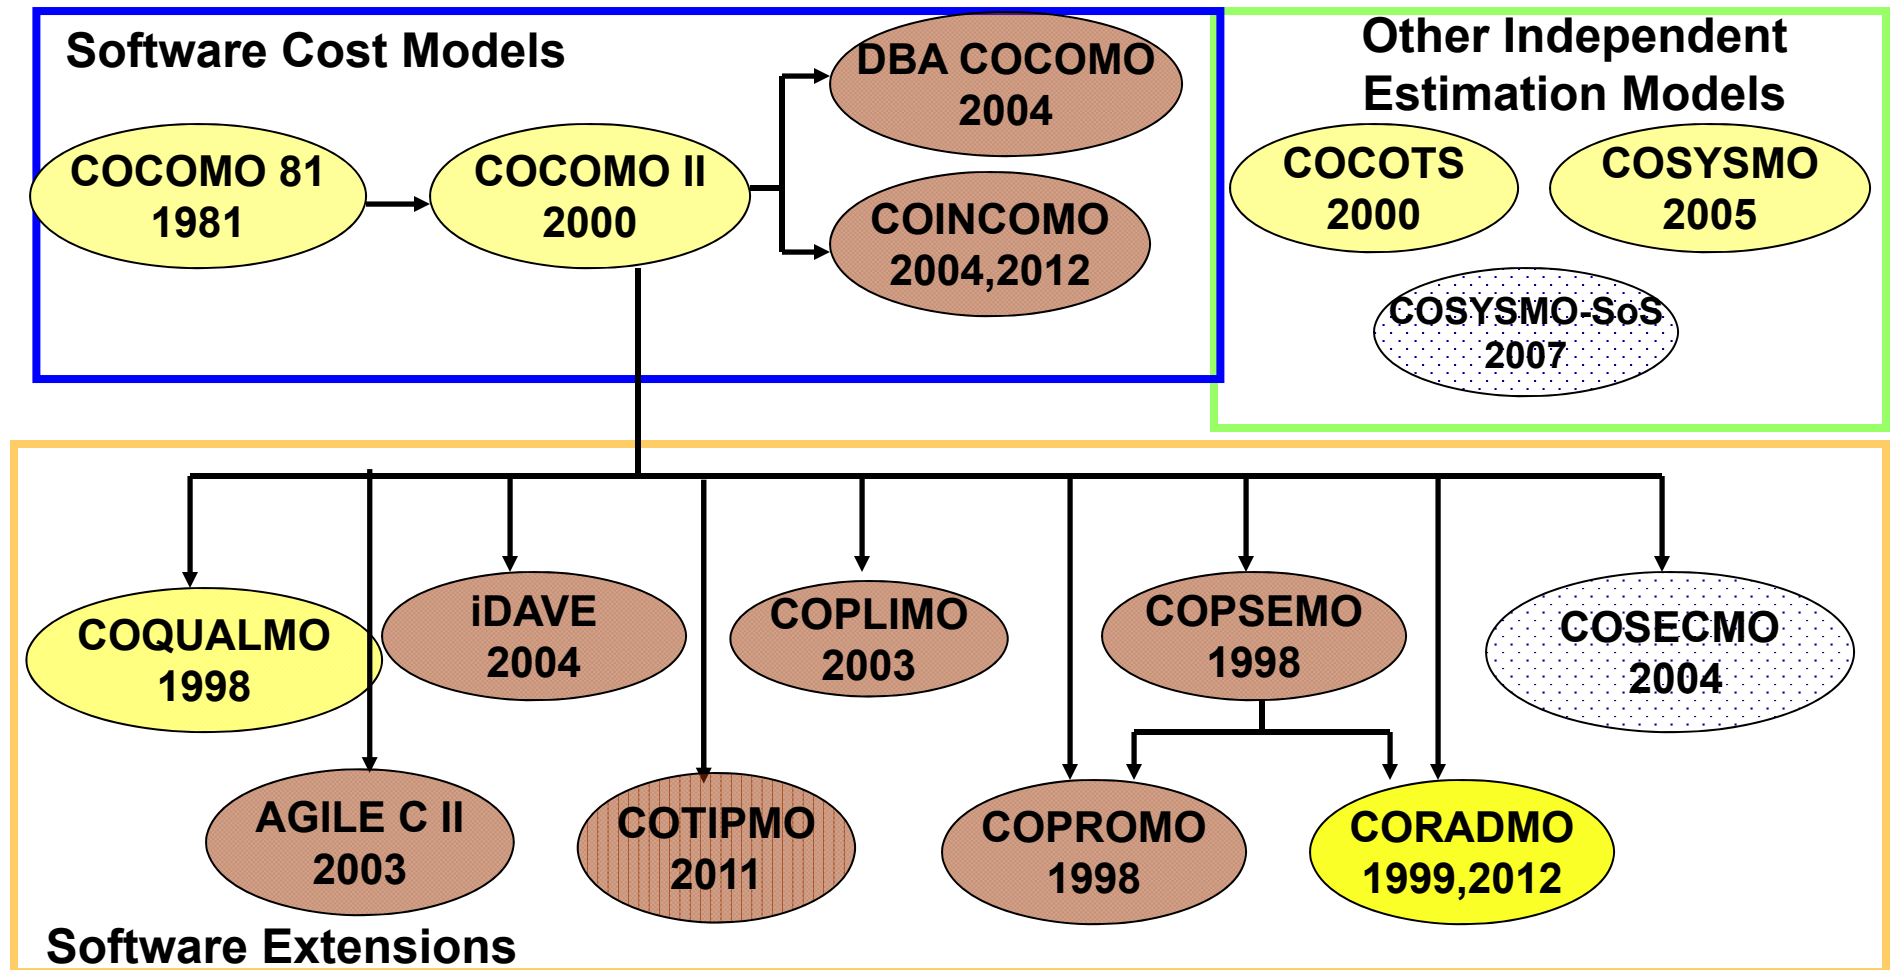 Software Cost Models
COCOMO 81
1981
COCOMO II
2000
DBA COCOMO
2004
COINCOMO
2004,2012
Other Independent
Estimation Models
COCOTS
2000
COSYSMO
2005
COSYSMO-SoS
2007
COQUALMO
1998
iDAVE
2004
COPLIMO
2003
COPSEMO
1998
COSECMO
2004
AGILE C II
2003
COTIPMO
2011
COPROMO
1998
CORADMO
1999,2012
Software Extensions